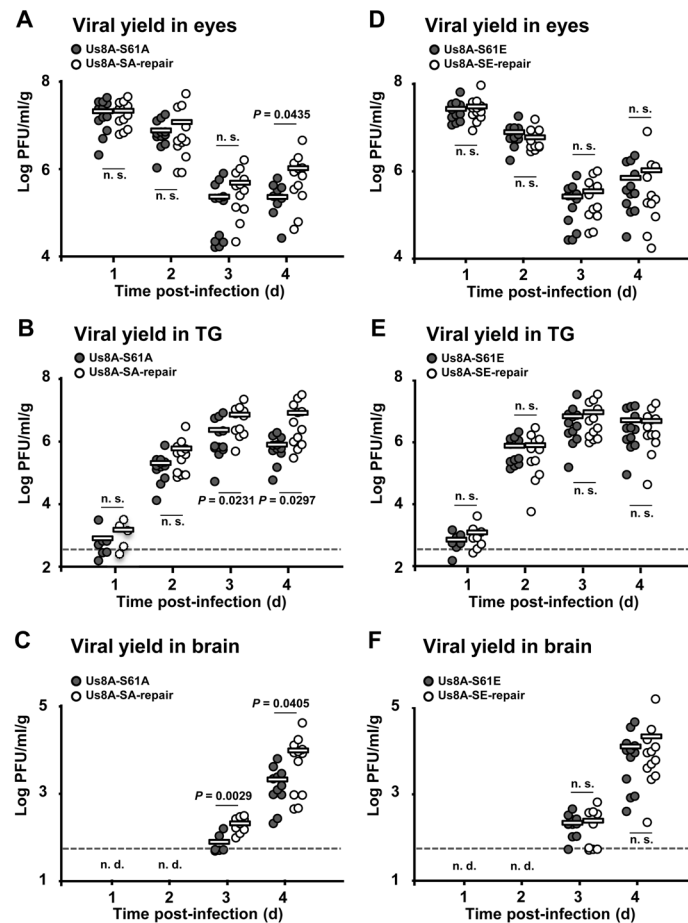 A Viral yield in eyes
Us8A-S61A
Us8A-SA-repair
Log PFU/ml/g
8
6
4
n. s.
n. s.
n. s.
P = 0.0435
1 2 3 4
Time post-infection (d)
B Viral yield in TG
Us8A-S61A
Us8A-SA-repair
Log PFU/ml/g
8
6
4
2
n. s.
n. s.
P = 0.0231
P = 0.0297
1 2 3 4
Time post-infection (d)
C Viral yield in brain
Us8A-S61A
Us8A-SA-repair
Log PFU/ml/g
5
3
1
n. d.
n. d.
P = 0.0029
P = 0.0405
1 2 3 4
Time post-infection (d)
D Viral yield in eyes
Us8A-S61E
Us8A-SE-repair
Log PFU/ml/g
8
6
4
n. s.
n. s.
n. s.
n. s.
1 2 3 4
Time post-infection (d)
E Viral yield in TG
Us8A-S61E
Us8A-SE-repair
Log PFU/ml/g
8
6
4
2
n. s.
n. s.
n. s.
n. s.
1 2 3 4
Time post-infection (d)
F Viral yield in brain
Us8A-S61E
Us8A-SE-repair
Log PFU/ml/g
5
3
1
n. d.
n. d.
n. s.
n. s.
1 2 3 4
Time post-infection (d)